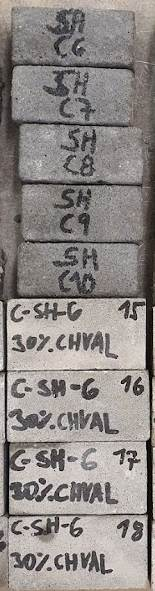 SH
C6
SH
C7
SH
C8
SH
C9
SH
C10
C-SH-6 15
30% CHVAL
C-SH-6 16
30% CHVAL
C-SH-6 17
30% CHVAL
C-SH-6 18
30% CHVAL